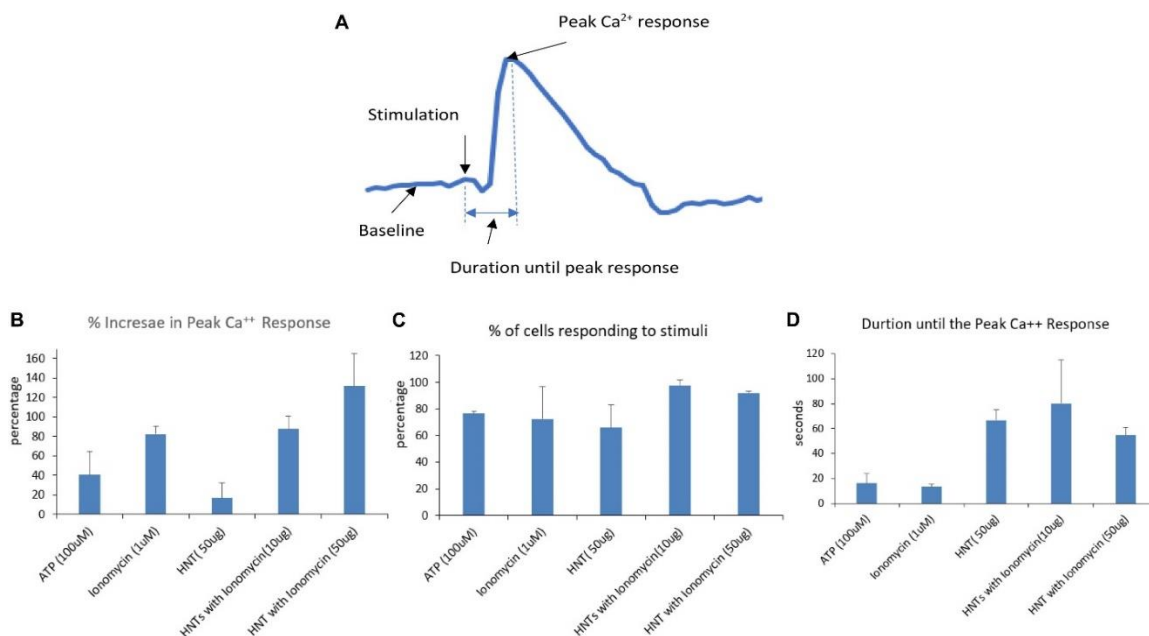 A
Peak Ca²⁺ response
Stimulation
Baseline
Duration until peak response
B
% Incresae in Peak Ca⁺⁺ Response
percentage
160
140
120
100
80
60
40
20
0
ATP (100uM)
Ionomycin (1uM)
HNT( 50ug)
HNTs with Ionomycin(10ug)
HNT with Ionomycin (50ug)
C
% of cells responding to stimuli
percentage
120
100
80
60
40
20
0
ATP (100uM)
Ionomycin (1uM)
HNT( 50ug)
HNTs with Ionomycin(10ug)
HNT with Ionomycin (50ug)
D
Durtion until the Peak Ca++ Response
seconds
120
100
80
60
40
20
0
ATP (100uM)
Ionomycin (1uM)
HNT( 50ug)
HNTs with Ionomycin(10ug)
HNT with Ionomycin (50ug)